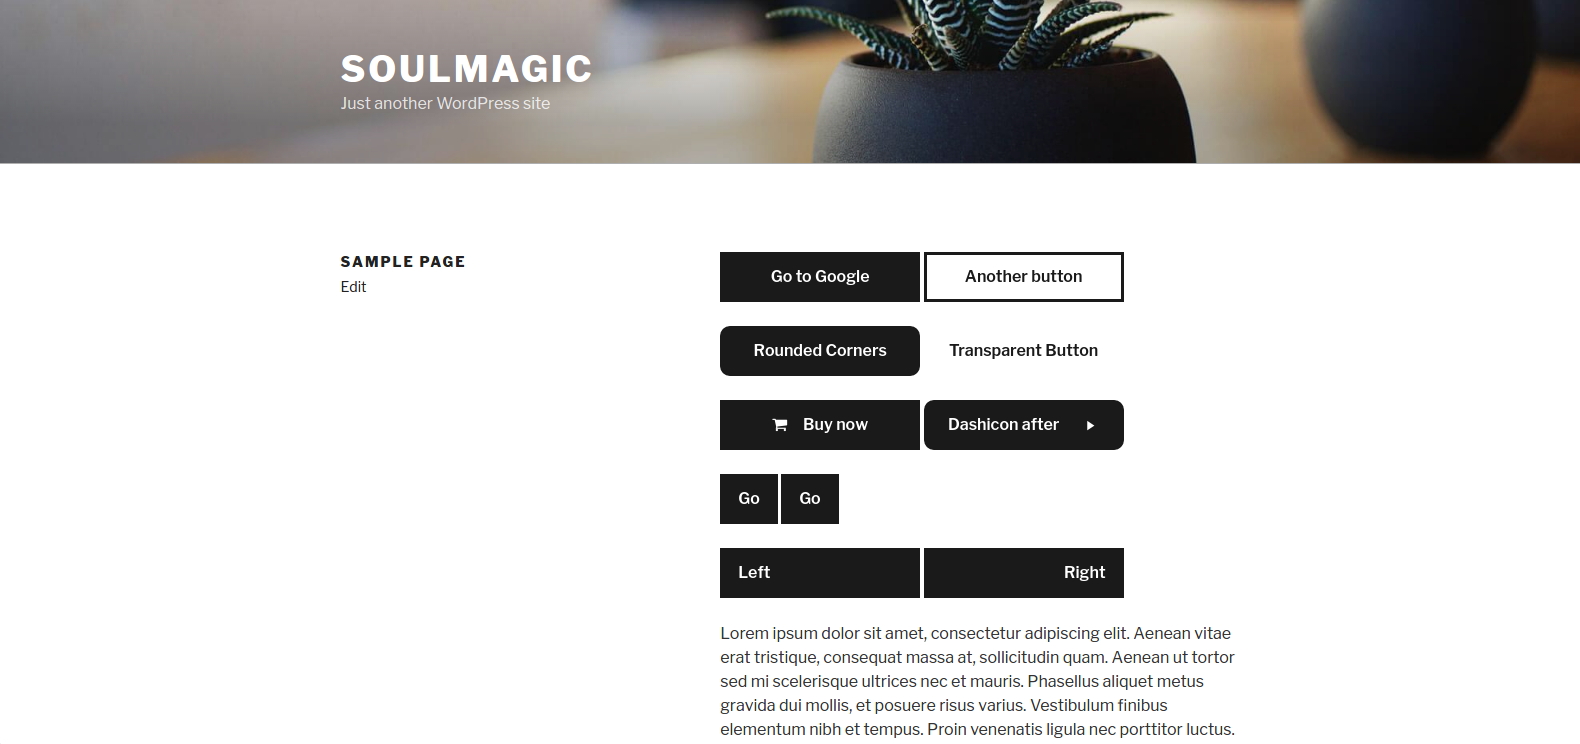 SOULMAGIC
Just another WordPress site
SAMPLE PAGE
Edit
Go to Google
Another button
Rounded Corners
Transparent Button
Buy now
Dashicon after
Go
Go
Left
Right
Lorem ipsum dolor sit amet, consectetur adipiscing elit. Aenean vitae
erat tristique, consequat massa at, sollicitudin quam. Aenean ut tortor
sed mi scelerisque ultrices nec et mauris. Phasellus aliquet metus
gravida dui mollis, et posuere risus varius. Vestibulum finibus
elementum nibh et tempus. Proin venenatis ligula nec porttitor luctus.